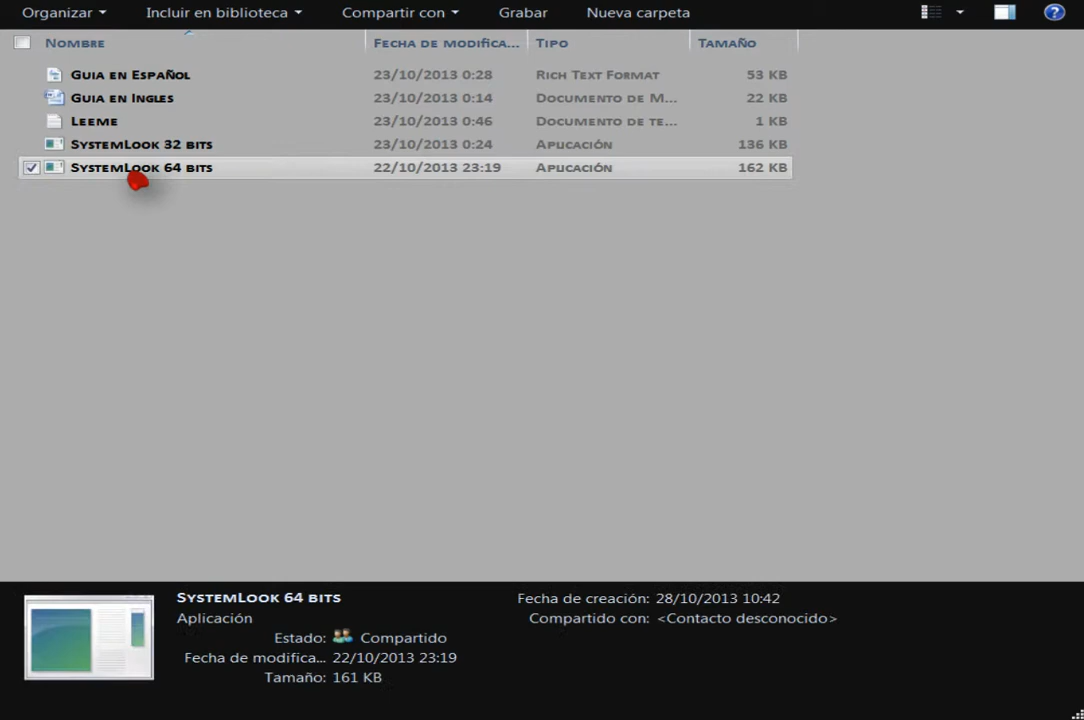 Organizar Incluir en biblioteca Compartir con Grabar Nueva carpeta
Nombre Fecha de modifica... Tipo Tamaño
Guia en Español 23/10/2013 0:28 Rich Text Format 53 KB
Guia en Ingles 23/10/2013 0:14 Documento de M... 22 KB
Leeme 23/10/2013 0:46 Documento de te... 1 KB
SystemLook 32 bits 23/10/2013 0:24 Aplicación 136 KB
SystemLook 64 bits 22/10/2013 23:19 Aplicación 162 KB
SystemLook 64 bits Fecha de creación: 28/10/2013 10:42
Aplicación Compartido con: <Contacto desconocido>
Estado: Compartido
Fecha de modifica... 22/10/2013 23:19
Tamaño: 161 KB